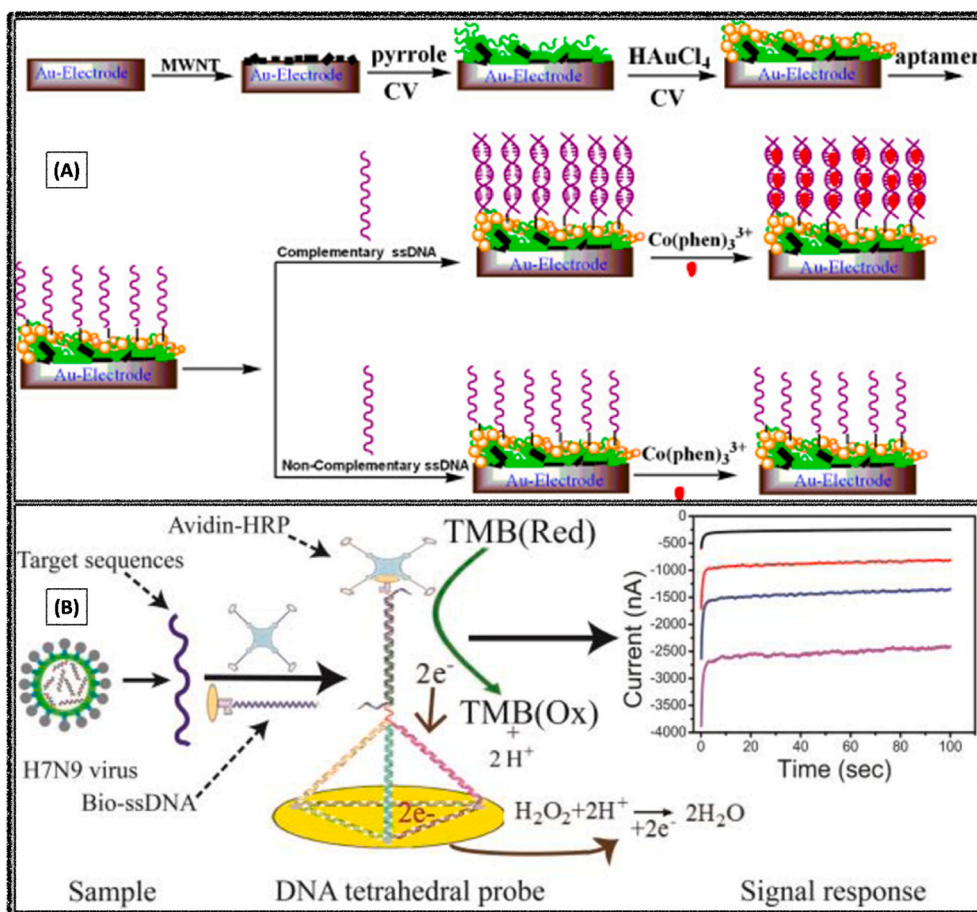 Au-Electrode
MWNT
Au-Electrode
pyrrole
CV
Au-Electrode
HAuCl4
CV
Au-Electrode
aptamer
(A)
Au-Electrode
Complementary ssDNA
Au-Electrode
Co(phen)3 3+
Au-Electrode
Non-Complementary ssDNA
Au-Electrode
Co(phen)3 3+
Au-Electrode
(B)
Avidin-HRP
Target sequences
H7N9 virus
Bio-ssDNA
TMB(Red)
2e-
TMB(Ox)
+
2 H+
2e-
H2O2+2H+ → 2H2O
+2e-
Current (nA)
0
-500
-1000
-1500
-2000
-2500
-3000
-3500
-4000
0 20 40 60 80 100
Time (sec)
Sample
DNA tetrahedral probe
Signal response